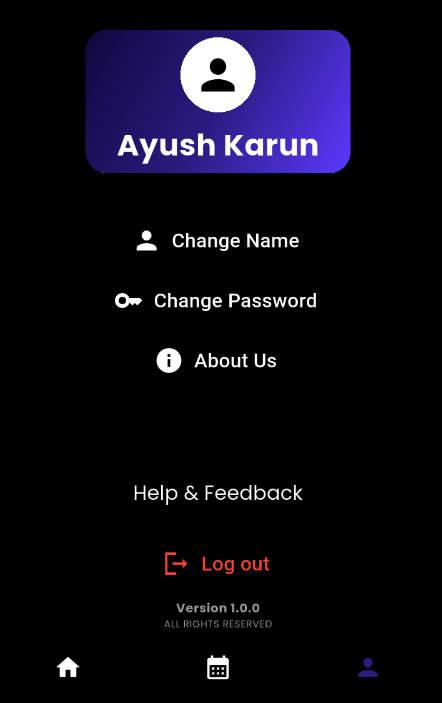 Ayush Karun
Change Name
Change Password
About Us
Help & Feedback
Log out
Version 1.0.0
ALL RIGHTS RESERVED